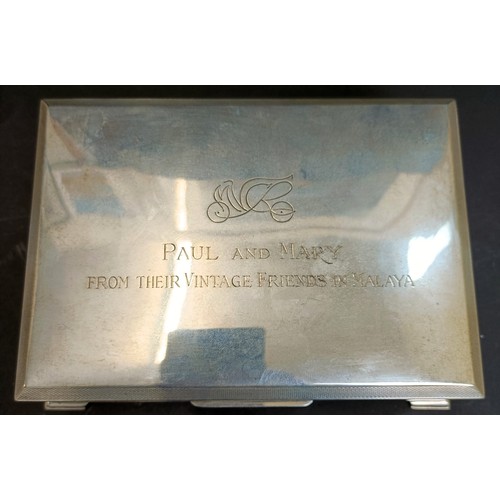 PAUL AND MARY
FROM THEIR VINTAGE FRIENDS IN MALAYA